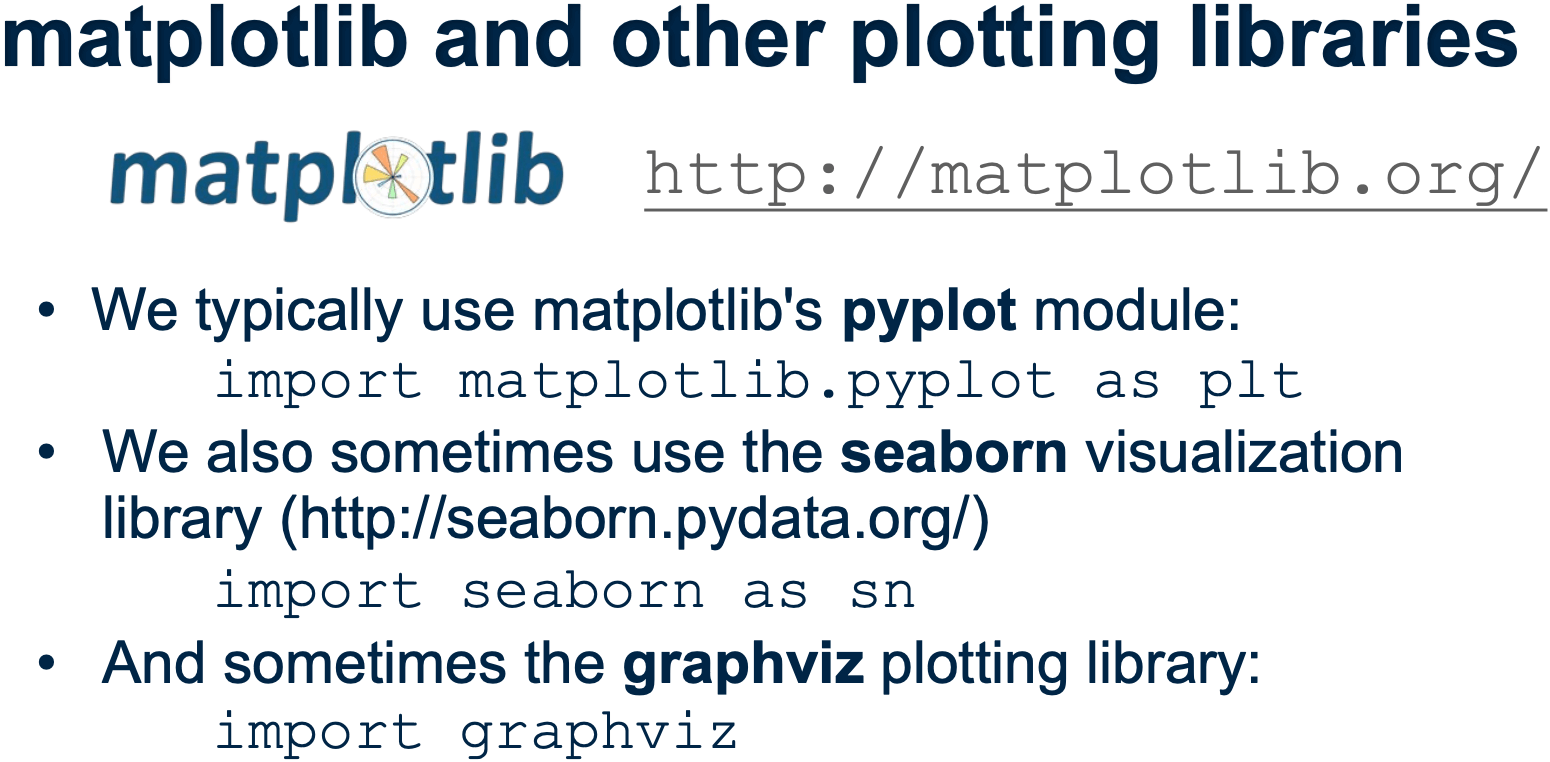 matplotlib and other plotting libraries
matplotlib http://matplotlib.org/
• We typically use matplotlib's pyplot module:
import matplotlib.pyplot as plt
• We also sometimes use the seaborn visualization
library (http://seaborn.pydata.org/)
import seaborn as sn
• And sometimes the graphviz plotting library:
import graphviz